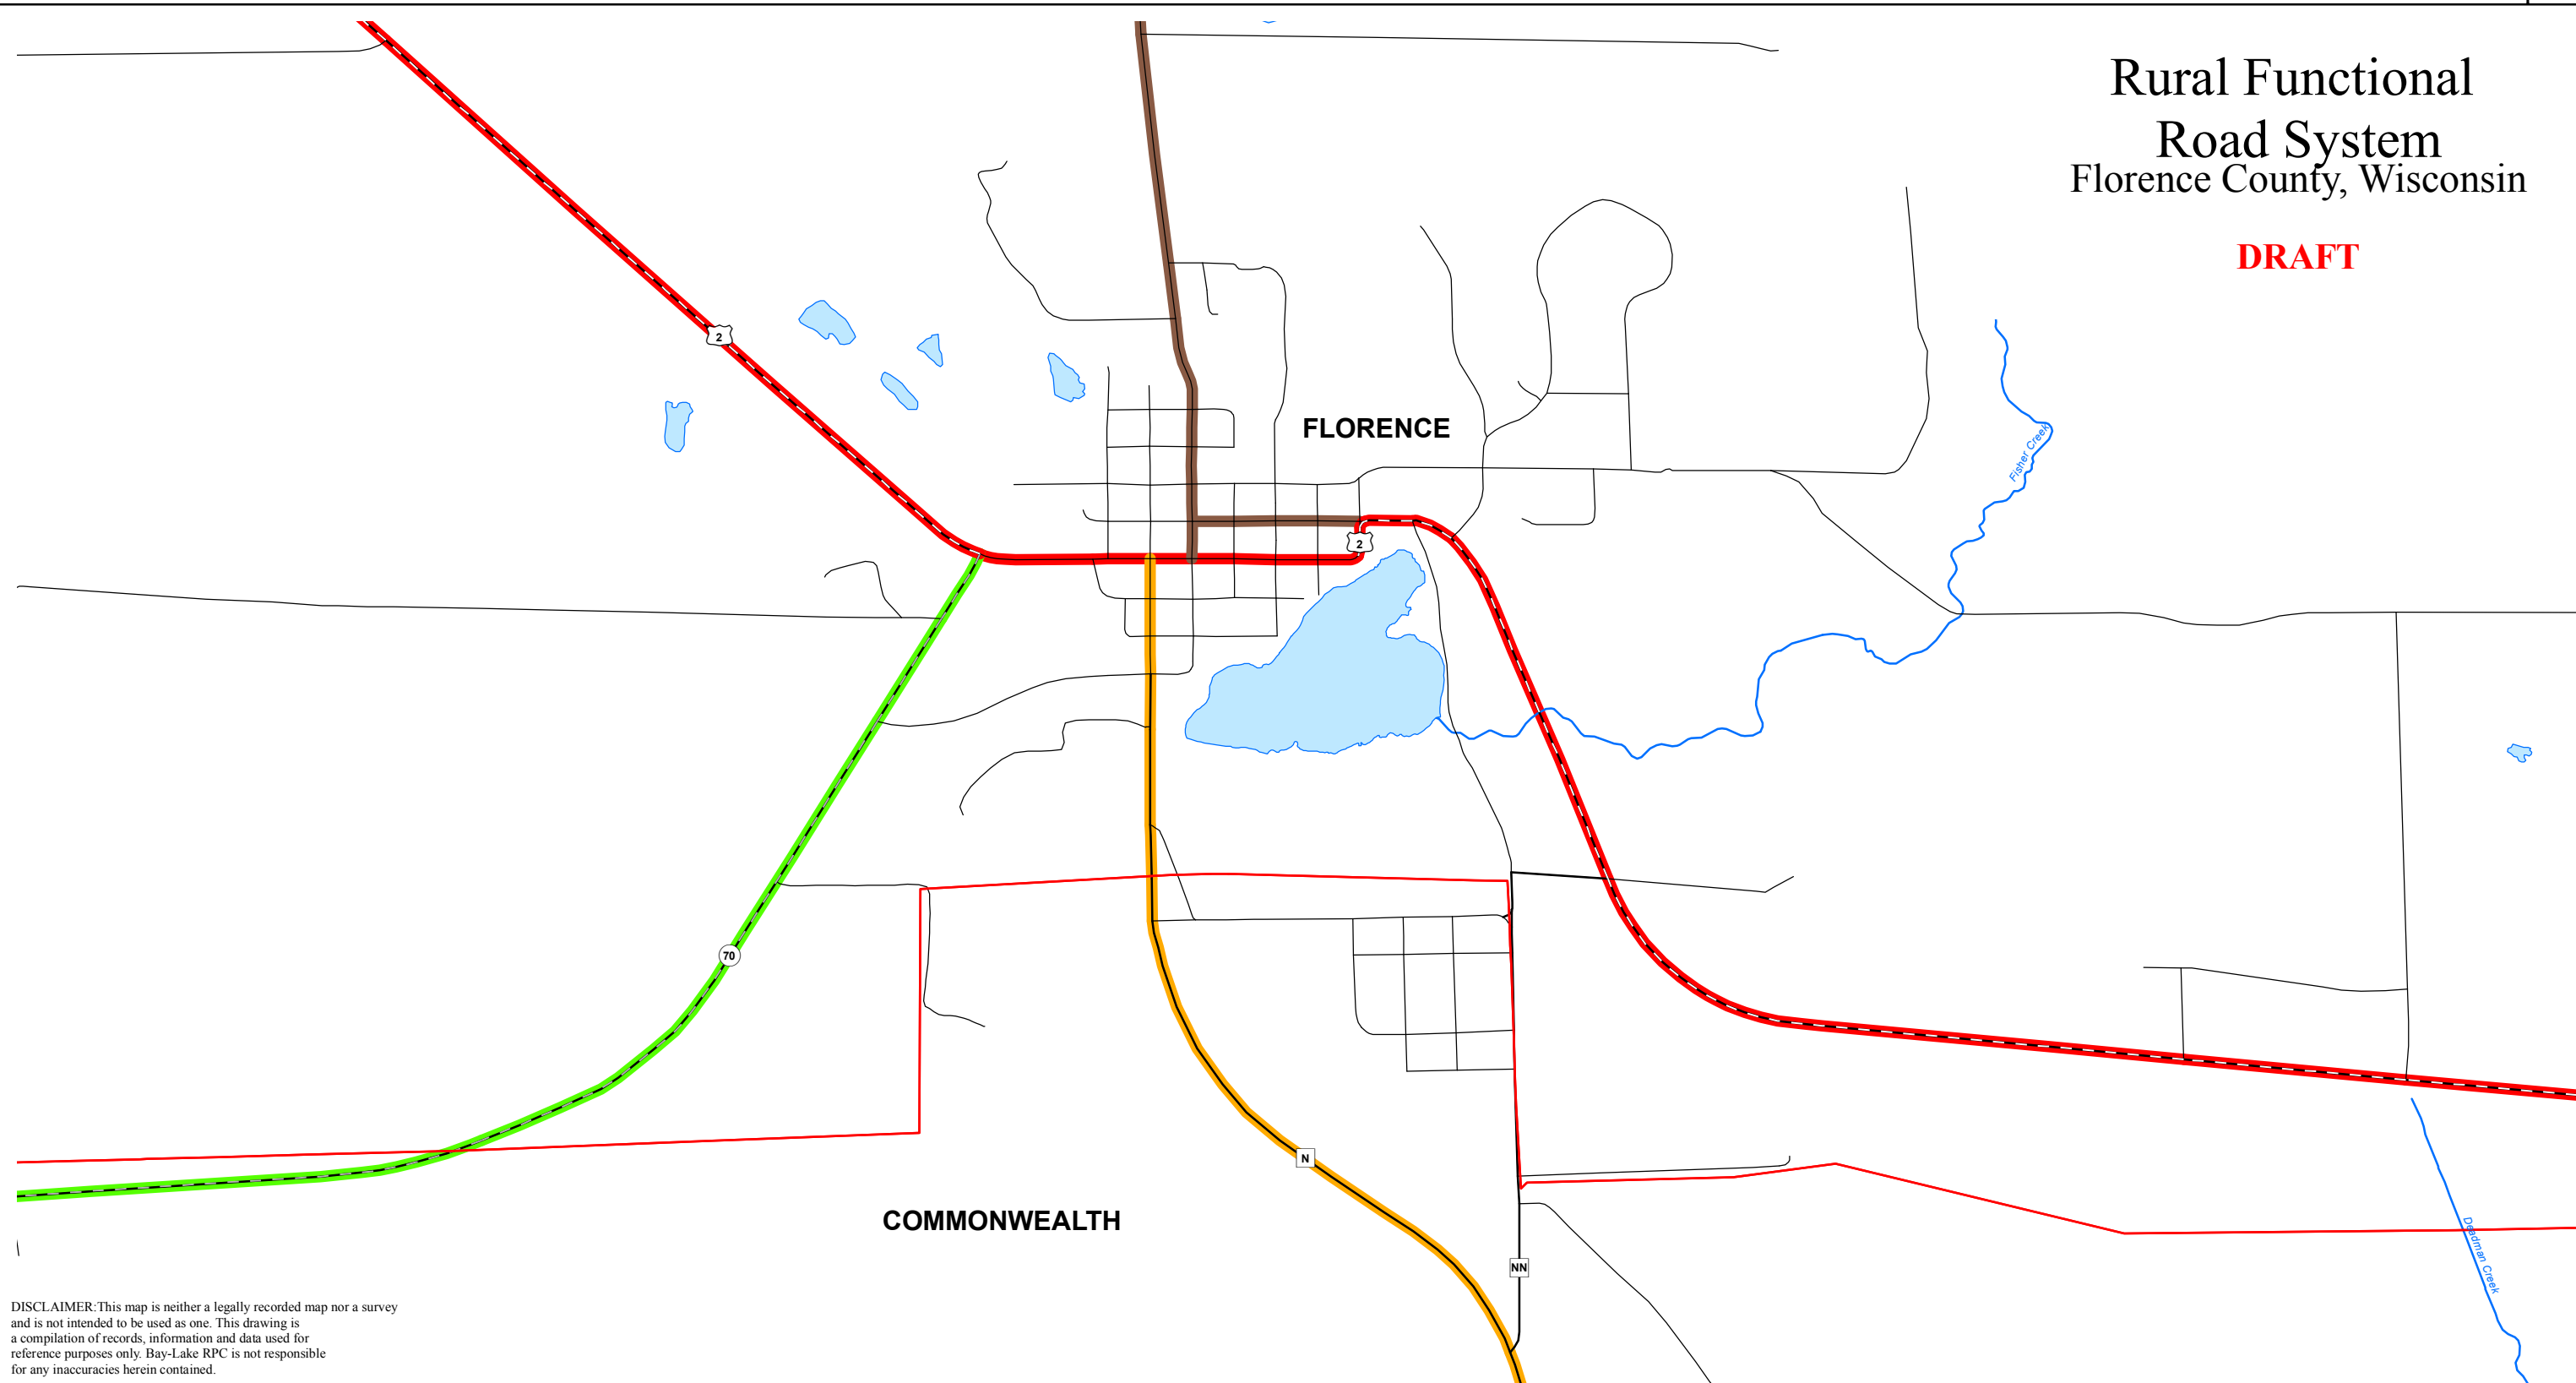 Rural Functional
Road System
Florence County, Wisconsin
DRAFT
2
FLORENCE
Fisher Creek
2
70
N
COMMONWEALTH
NN
Deadman Creek
DISCLAIMER:This map is neither a legally recorded map nor a survey
and is not intended to be used as one. This drawing is
a compilation of records, information and data used for
reference purposes only. Bay-Lake RPC is not responsible
for any inaccuracies herein contained.